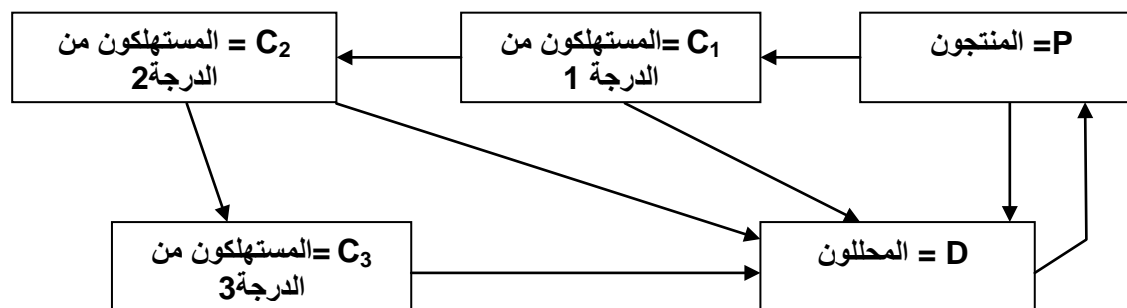 P= المنتجون
C₁ =المستهلكون من
الدرجة 1
C₂ = المستهلكون من
الدرجة2
C₃ =المستهلكون من
الدرجة3
D = المحللون